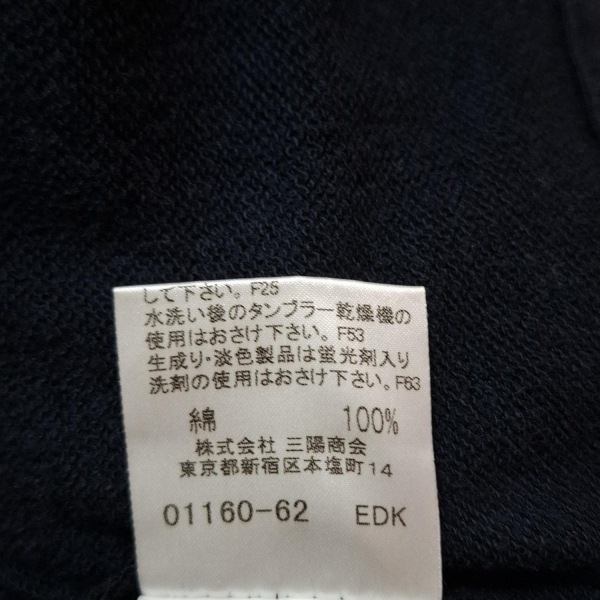 して下さい。F25
水洗い後のタンブラー乾燥機の
使用はおさけ下さい。F53
生成り・淡色製品は蛍光剤入り
洗剤の使用はおさけ下さい。F63
綿 100%
株式会社 三陽商会
東京都新宿区本塩町14
01160-62 EDK